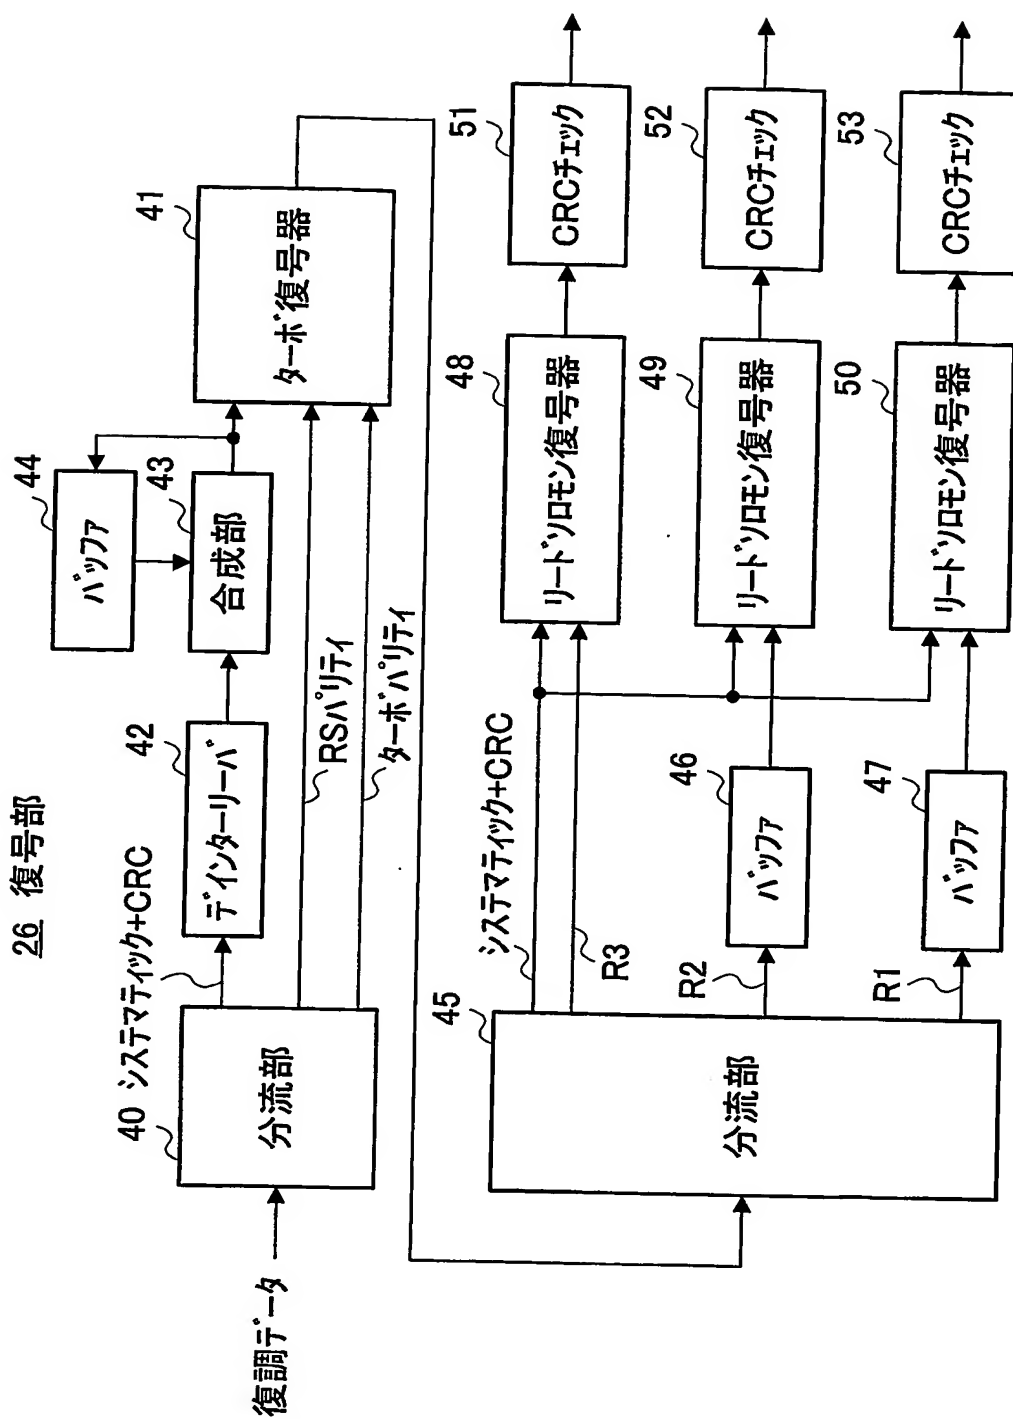 26 復号部
復調データ
40
分流部
システマティック+CRC
42
デインターリーバ
43
合成部
44
バッファ
RSパリティ
ターボパリティ
41
ターボ復号器
45
分流部
システマティック+CRC
R3
R2
46
バッファ
R1
47
バッファ
48
リードソロモン復号器
49
リードソロモン復号器
50
リードソロモン復号器
51
CRCチェック
52
CRCチェック
53
CRCチェック